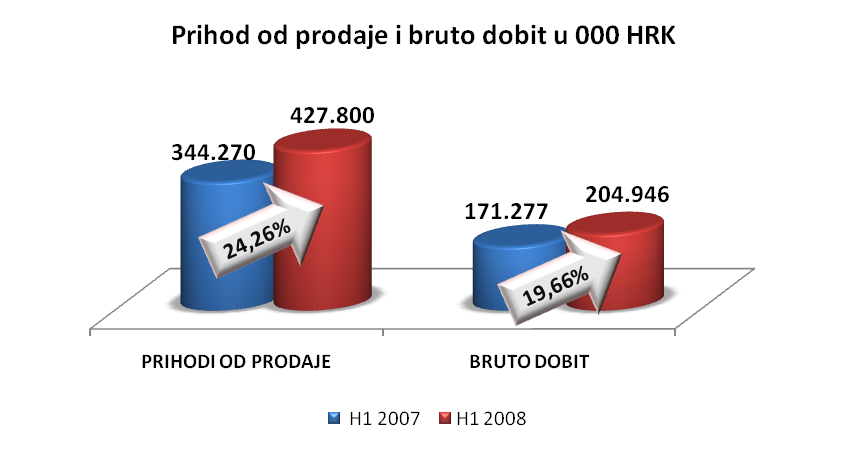 Prihod od prodaje i bruto dobit u 000 HRK
427.800
344.270
24,26%
204.946
171.277
19,66%
PRIHODI OD PRODAJE
BRUTO DOBIT
H1 2007
H1 2008